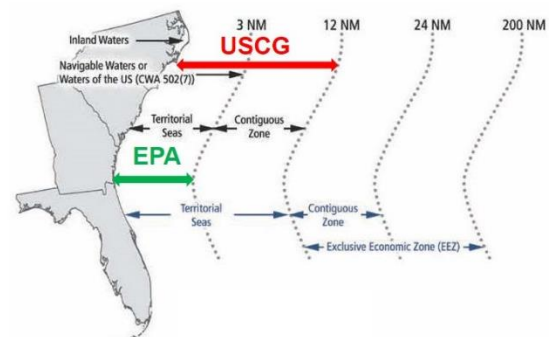 3 NM
12 NM
24 NM
200 NM
Inland Waters
USCG
Navigable Waters or
Waters of the US (CWA 502(7))
Territorial
Seas
Contiguous
Zone
EPA
Territorial
Seas
Contiguous
Zone
Exclusive Economic Zone (EEZ)